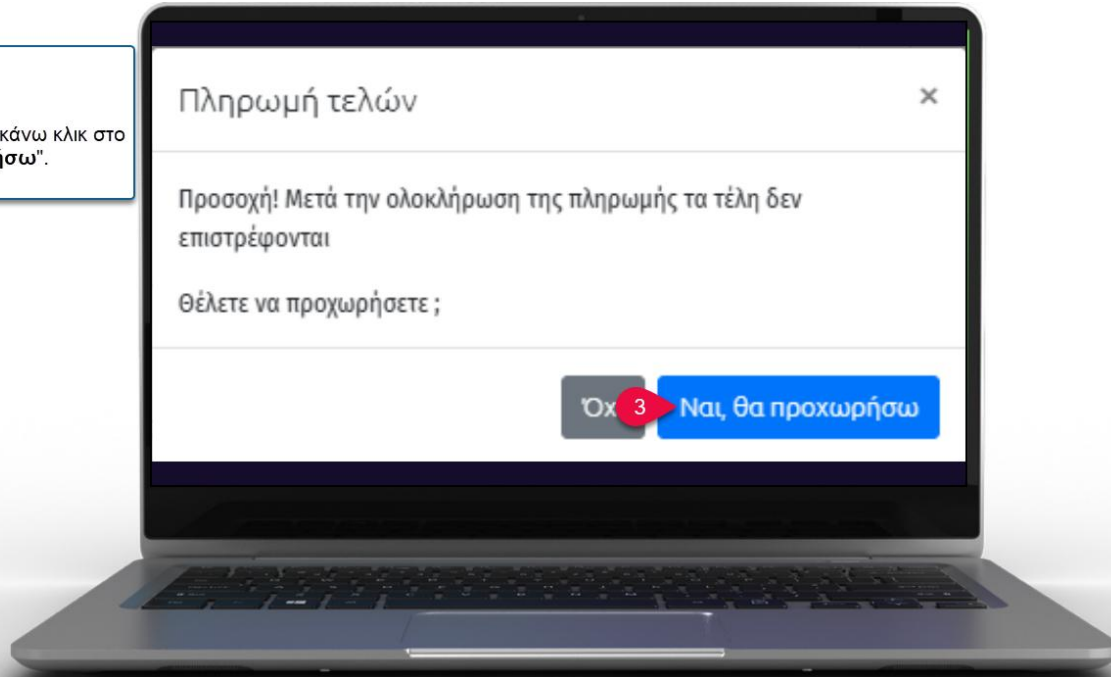 κάνω κλικ στο
ήσω".
Πληρωμή τελών ×
Προσοχή! Μετά την ολοκλήρωση της πληρωμής τα τέλη δεν
επιστρέφονται
Θέλετε να προχωρήσετε ;
3 Ναι, θα προχωρήσω